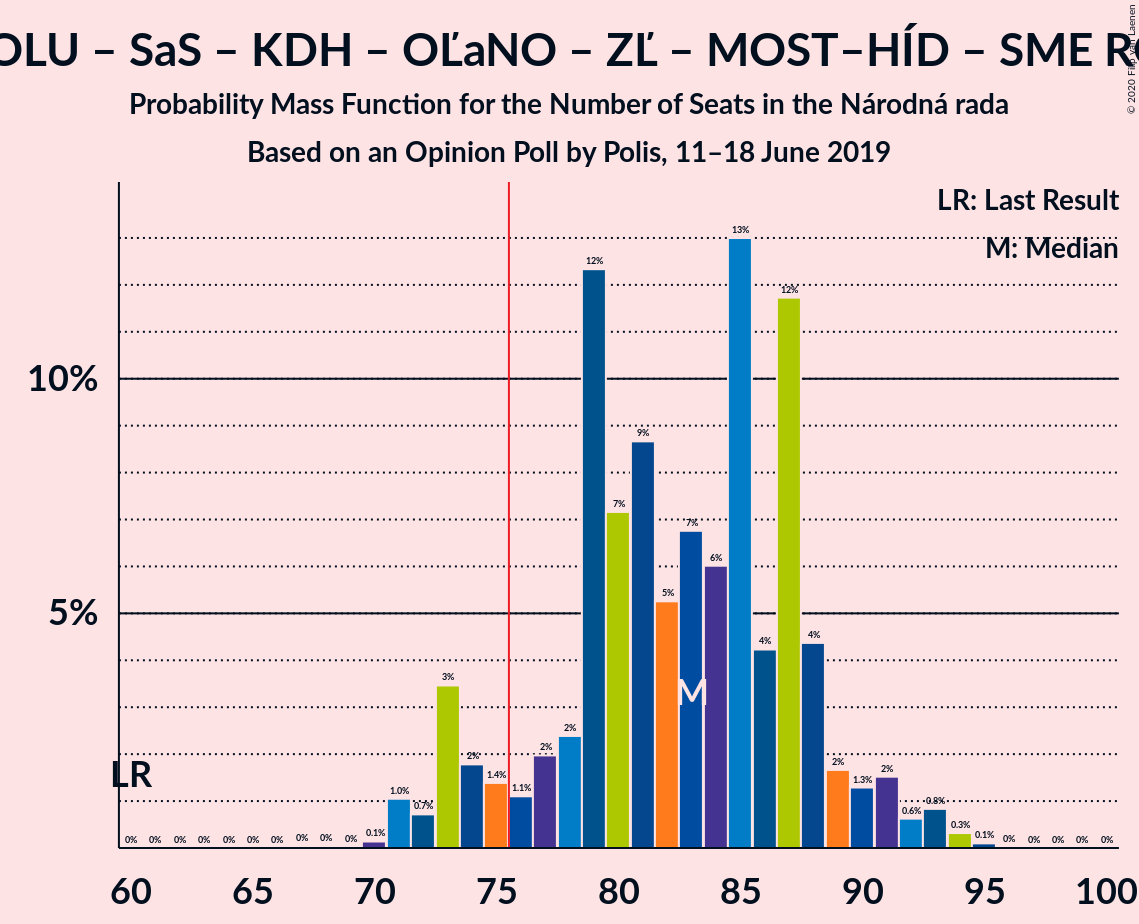 OLU – SaS – KDH – OĽaNO – ZĽ – MOST–HÍD – SME
Probability Mass Function for the Number of Seats in the Národná rada
Based on an Opinion Poll by Polis, 11–18 June 2019
© 2020 Filip van Laenen
LR: Last Result
M: Median
10%
5%
LR
M
0% 0% 0% 0% 0% 0% 0% 0% 0% 0% 0.1% 1.0% 0.7% 3% 2% 1.4% 1.1% 2% 2% 12% 7% 9% 5% 7% 6% 13% 4% 12% 4% 2% 1.3% 2% 0.6% 0.8% 0.3% 0.1% 0% 0% 0% 0% 0%
60 65 70 75 80 85 90 95 100